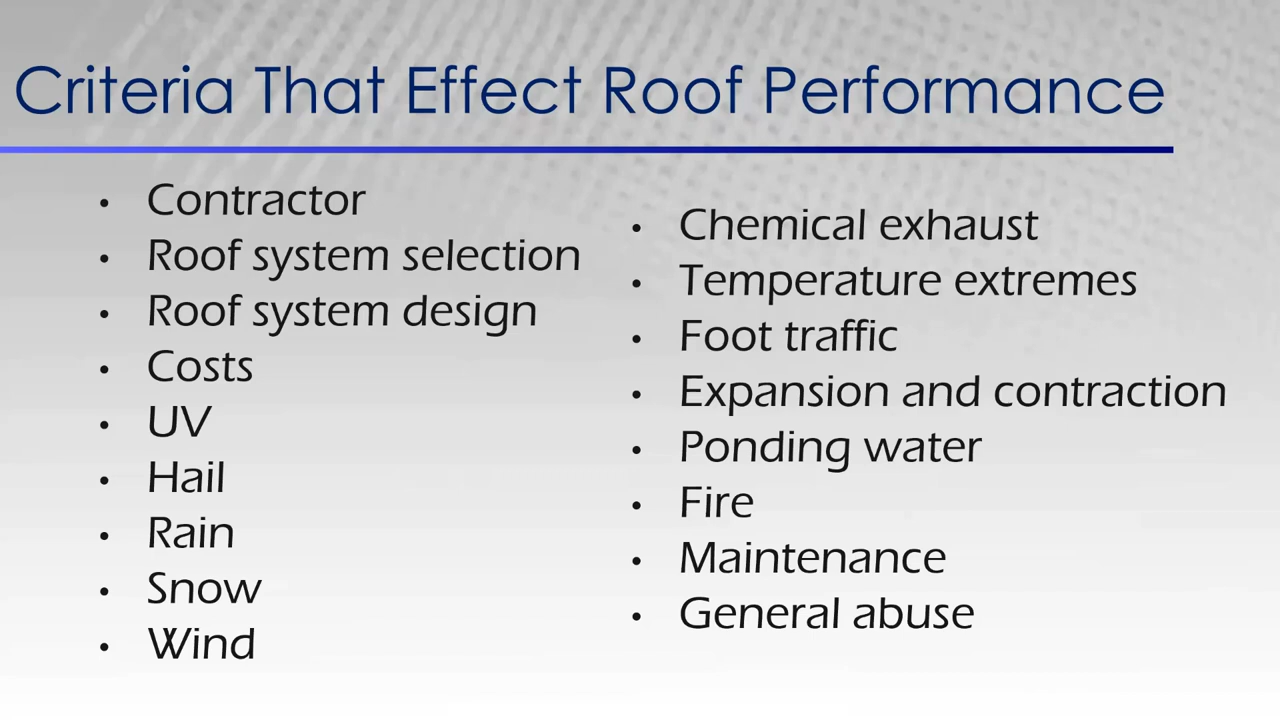 Criteria That Effect Roof Performance
• Contractor
• Roof system selection
• Roof system design
• Costs
• UV
• Hail
• Rain
• Snow
• Wind
• Chemical exhaust
• Temperature extremes
• Foot traffic
• Expansion and contraction
• Ponding water
• Fire
• Maintenance
• General abuse